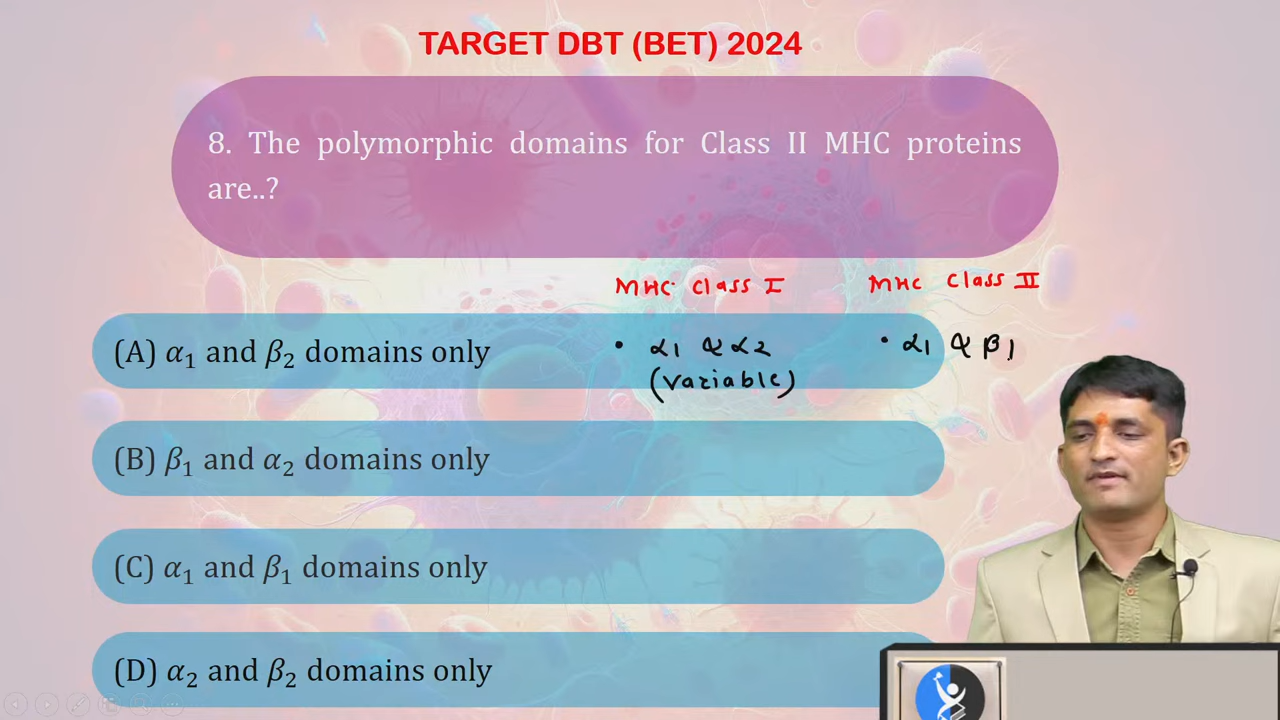 TARGET DBT (BET) 2024
8. The polymorphic domains for Class II MHC proteins
are..?
MHC Class I
MHC Class II
(A) α₁ and β₂ domains only
• α1 & α2
(variable)
• α1 & β1
(B) β₁ and α₂ domains only
(C) α₁ and β₁ domains only
(D) α₂ and β₂ domains only